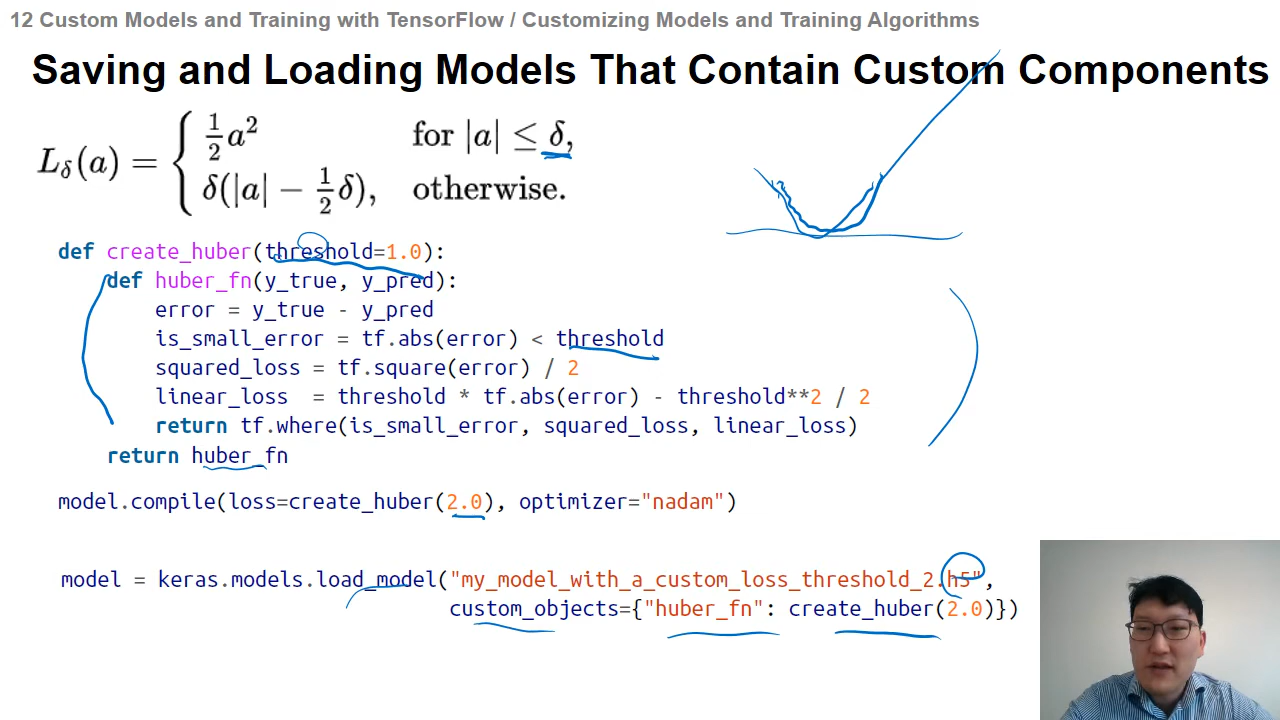 12 Custom Models and Training with TensorFlow / Customizing Models and Training Algorithms
Saving and Loading Models That Contain Custom Components
L_δ(a) = { 1/2 a² for |a| ≤ δ,
δ(|a| − 1/2 δ), otherwise.
def create_huber(threshold=1.0):
    def huber_fn(y_true, y_pred):
        error = y_true - y_pred
        is_small_error = tf.abs(error) < threshold
        squared_loss = tf.square(error) / 2
        linear_loss  = threshold * tf.abs(error) - threshold**2 / 2
        return tf.where(is_small_error, squared_loss, linear_loss)
    return huber_fn
model.compile(loss=create_huber(2.0), optimizer="nadam")
model = keras.models.load_model("my_model_with_a_custom_loss_threshold_2.h5",
                                custom_objects={"huber_fn": create_huber(2.0)})